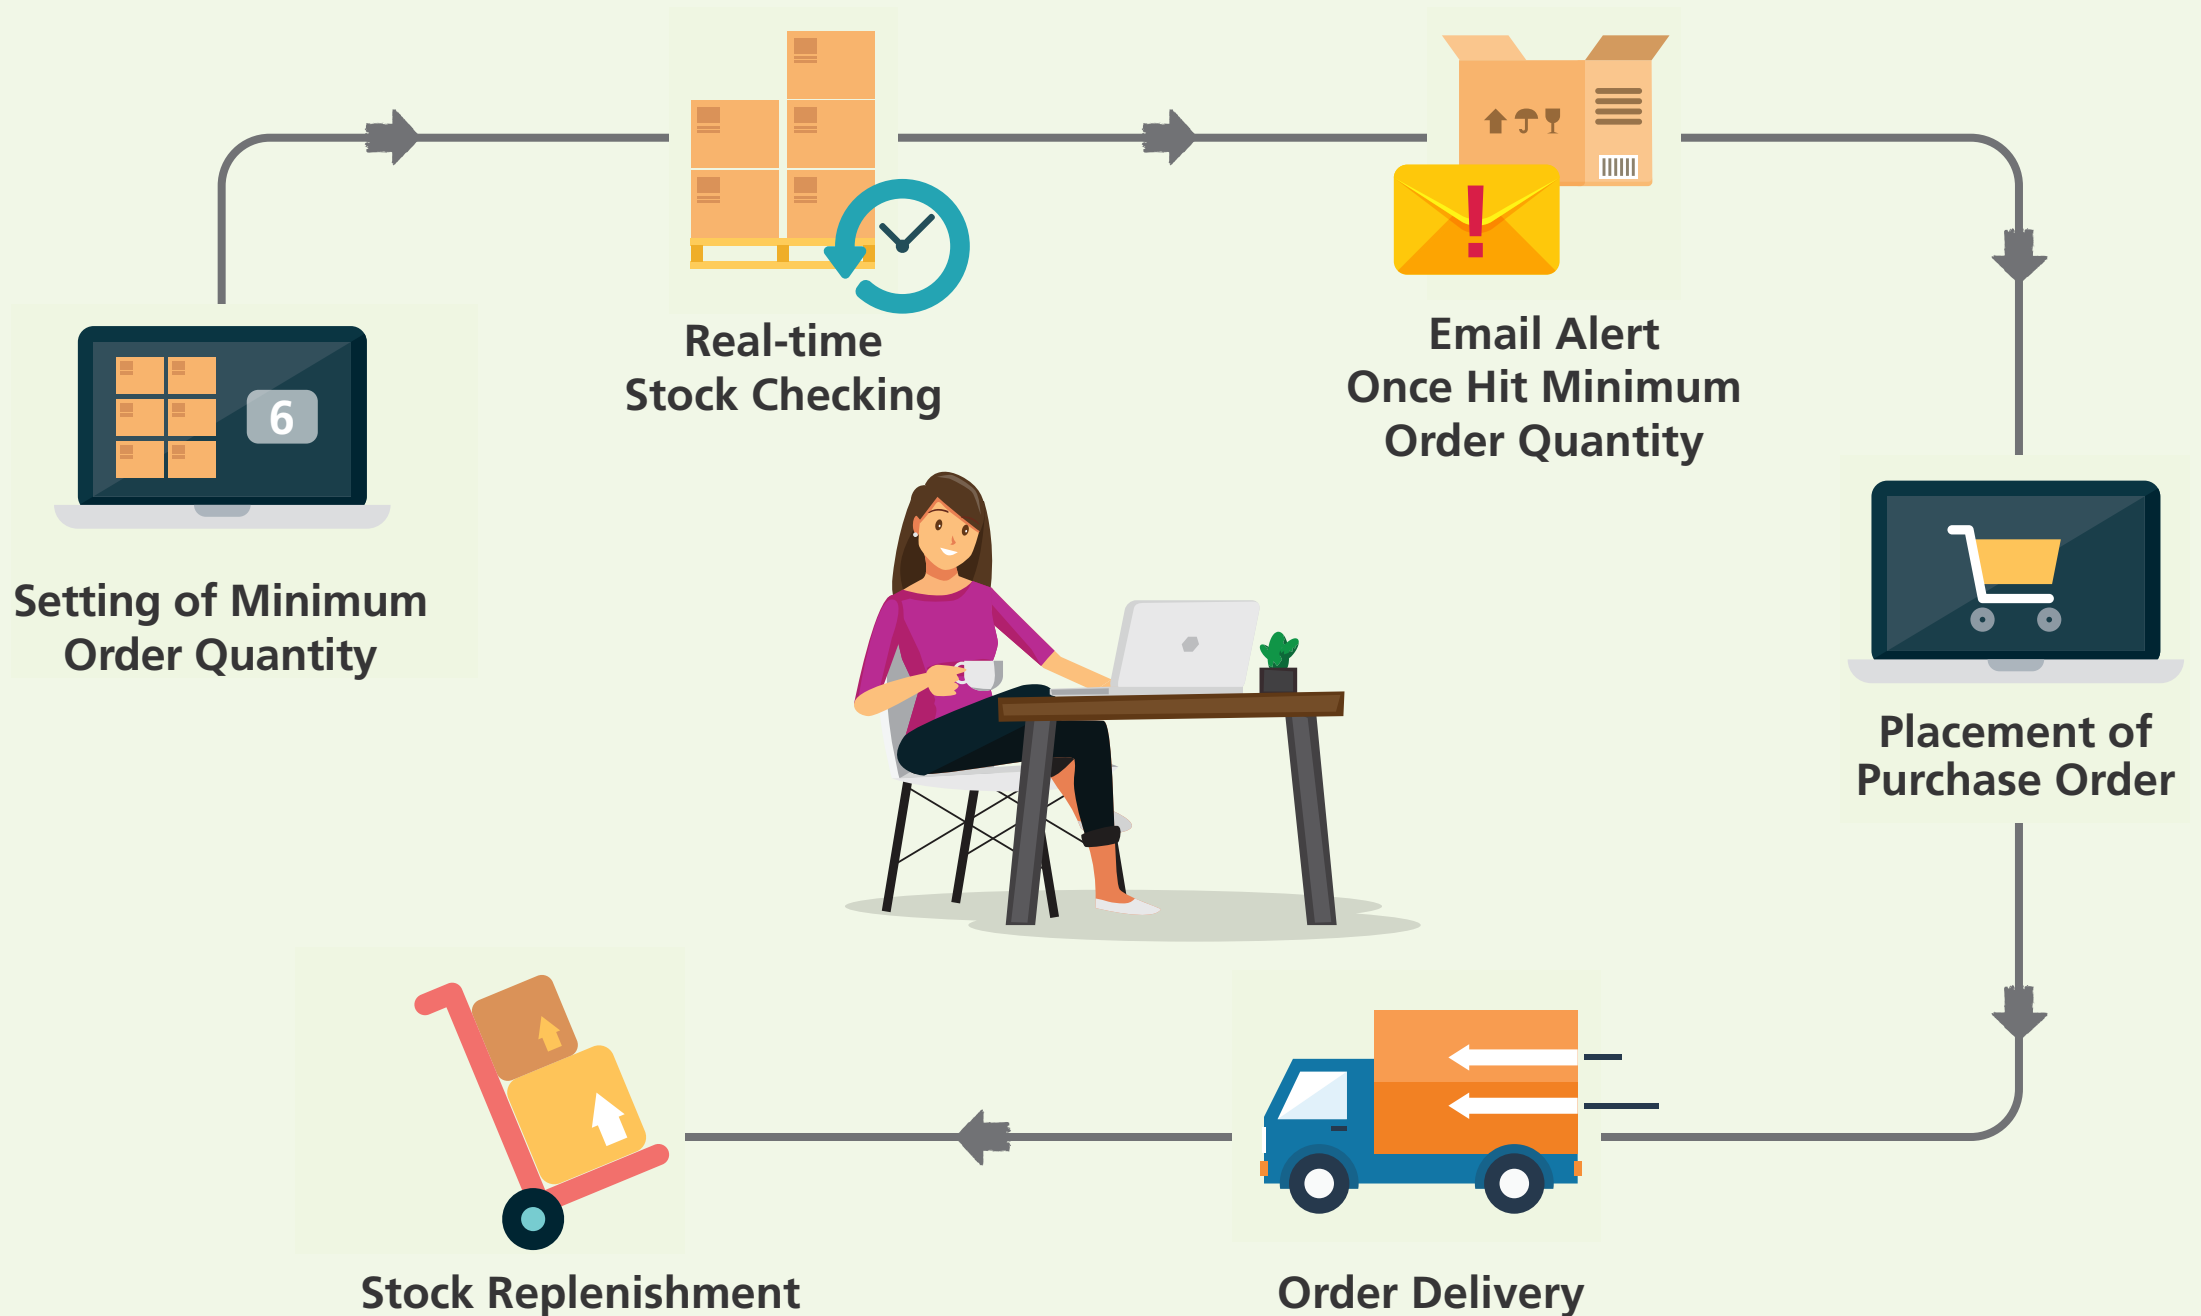 6
Setting of Minimum
Order Quantity
Real-time
Stock Checking
Email Alert
Once Hit Minimum
Order Quantity
Placement of
Purchase Order
Order Delivery
Stock Replenishment